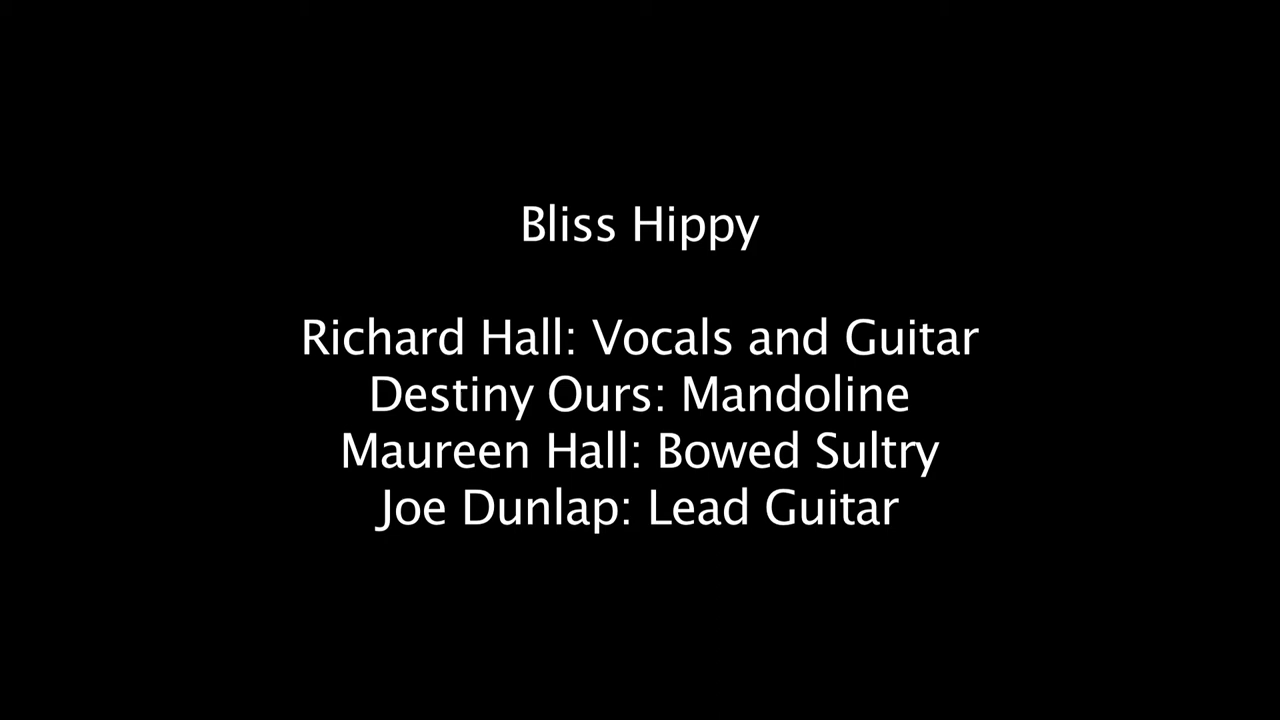 Bliss Hippy
Richard Hall: Vocals and Guitar
Destiny Ours: Mandoline
Maureen Hall: Bowed Sultry
Joe Dunlap: Lead Guitar